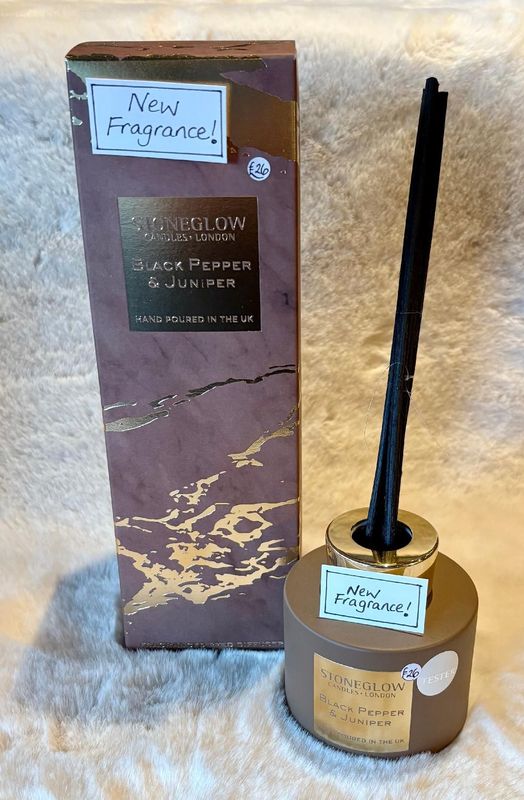 New
Fragrance!
£26
STONEGLOW
CANDLES • LONDON
BLACK PEPPER
& JUNIPER
HAND POURED IN THE UK
New
Fragrance!
£26
TESTER
STONEGLOW
CANDLES • LONDON
BLACK PEPPER
& JUNIPER
POURED IN THE UK